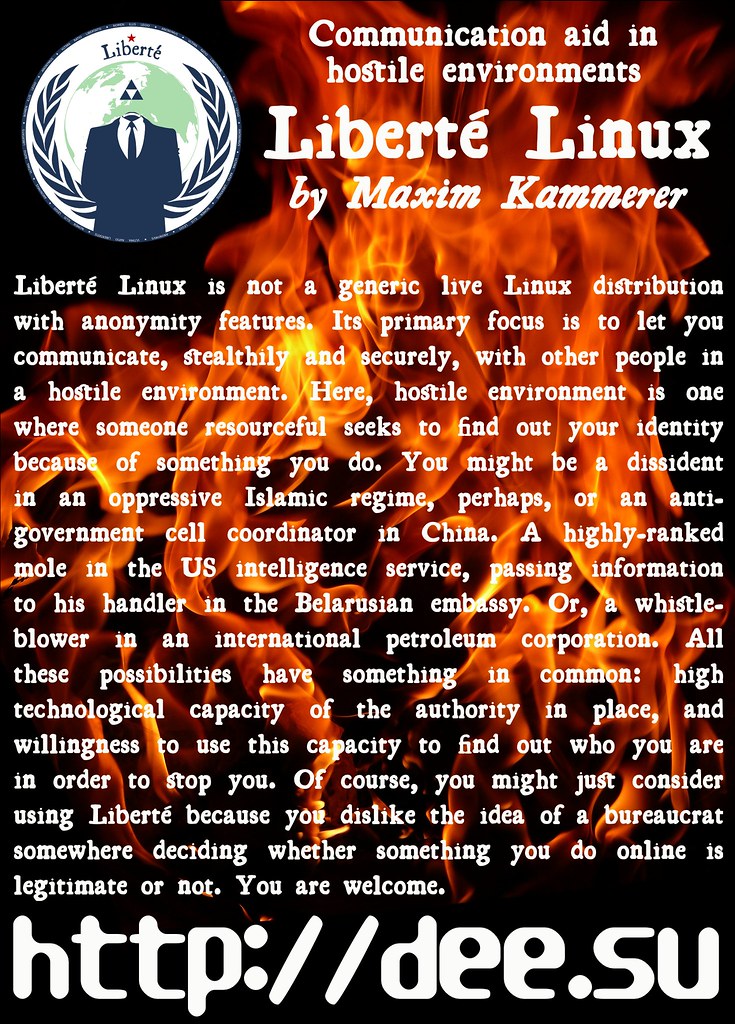 Liberté
Communication aid in
hostile environments
Liberté Linux
by Maxim Kammerer
Liberté Linux is not a generic live Linux distribution
with anonymity features. Its primary focus is to let you
communicate, stealthily and securely, with other people in
a hostile environment. Here, hostile environment is one
where someone resourceful seeks to find out your identity
because of something you do. You might be a dissident
in an oppressive Islamic regime, perhaps, or an anti-
government cell coordinator in China. A highly-ranked
mole in the US intelligence service, passing information
to his handler in the Belarusian embassy. Or, a whistle-
blower in an international petroleum corporation. All
these possibilities have something in common: high
technological capacity of the authority in place, and
willingness to use this capacity to find out who you are
in order to stop you. Of course, you might just consider
using Liberté because you dislike the idea of a bureaucrat
somewhere deciding whether something you do online is
legitimate or not. You are welcome.
http://dee.su